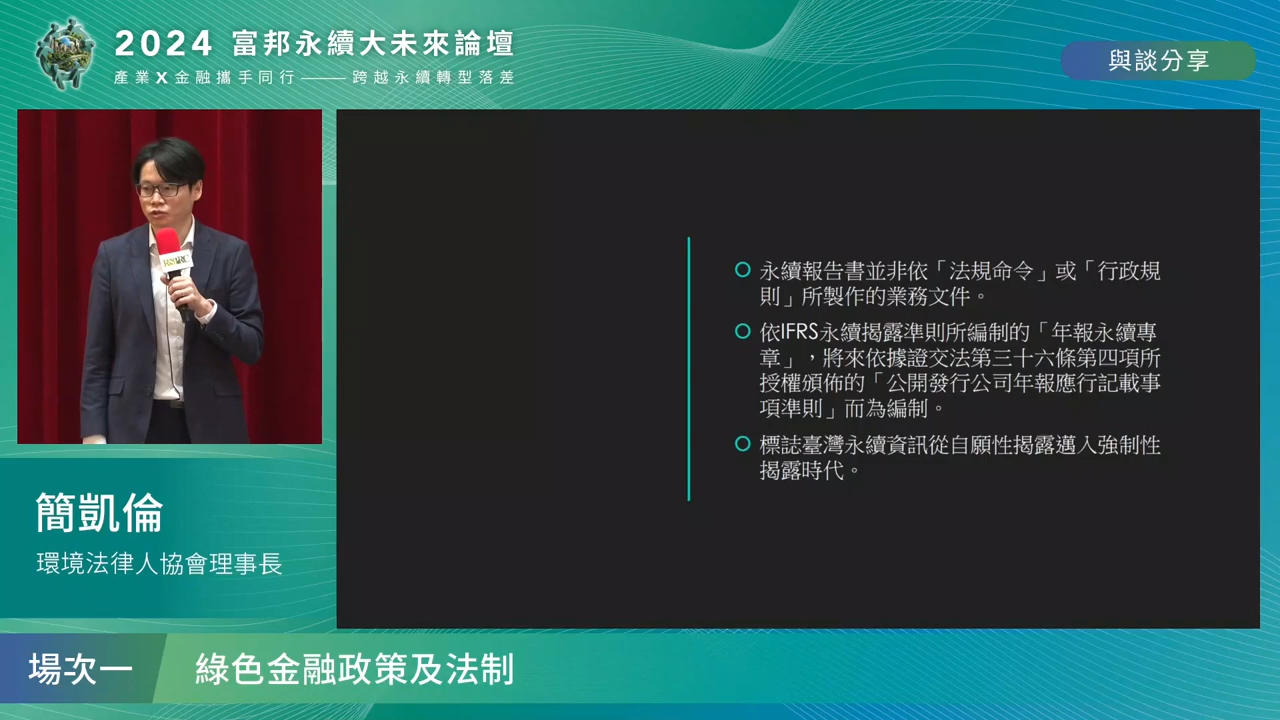 2024 富邦永續大未來論壇
產業X金融攜手同行——跨越永續轉型落差
與談分享
永續報告書並非依「法規命令」或「行政規
則」所製作的業務文件。
依IFRS永續揭露準則所編制的「年報永續專
章」，將來依據證交法第三十六條第四項所
授權頒佈的「公開發行公司年報應行記載事
項準則」而為編制。
標誌臺灣永續資訊從自願性揭露邁入強制性
揭露時代。
簡凱倫
環境法律人協會理事長
場次一
綠色金融政策及法制